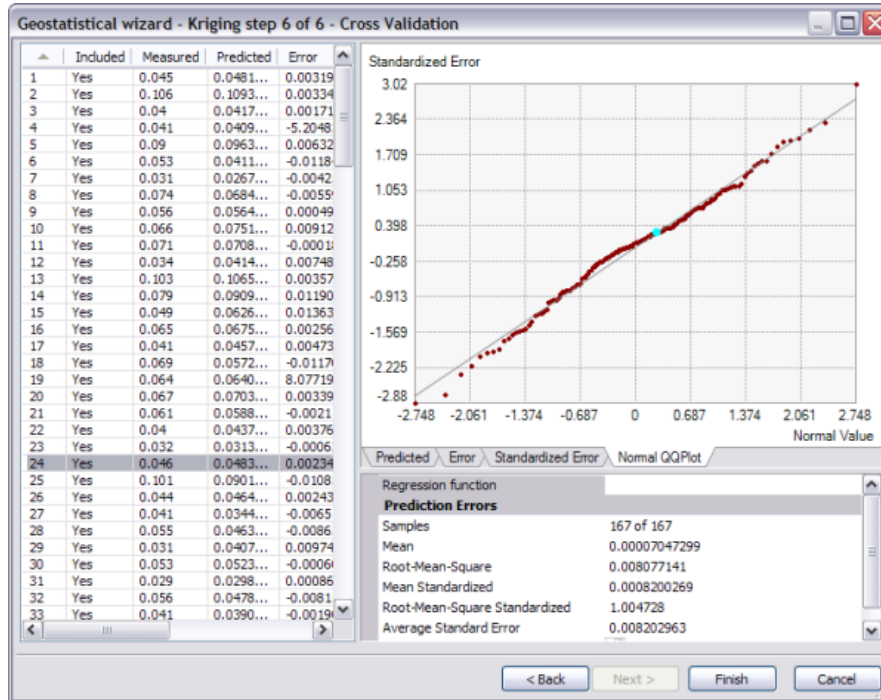 Geostatistical wizard - Kriging step 6 of 6 - Cross Validation
Included Measured Predicted Error
1 Yes 0.045 0.0481... 0.00319
2 Yes 0.106 0.1093... 0.00334
3 Yes 0.04 0.0417... 0.00171
4 Yes 0.041 0.0409... -5.2048
5 Yes 0.09 0.0963... 0.00632
6 Yes 0.053 0.0411... -0.0118
7 Yes 0.031 0.0267... -0.0042
8 Yes 0.074 0.0684... -0.0055
9 Yes 0.056 0.0564... 0.00049
10 Yes 0.066 0.0751... 0.00912
11 Yes 0.071 0.0708... -0.0001
12 Yes 0.034 0.0414... 0.00748
13 Yes 0.103 0.1065... 0.00357
14 Yes 0.079 0.0909... 0.01190
15 Yes 0.049 0.0626... 0.01363
16 Yes 0.065 0.0675... 0.00256
17 Yes 0.041 0.0457... 0.00473
18 Yes 0.069 0.0572... -0.0117
19 Yes 0.064 0.0640... 8.07719
20 Yes 0.067 0.0703... 0.00339
21 Yes 0.061 0.0588... -0.0021
22 Yes 0.04 0.0437... 0.00376
23 Yes 0.032 0.0313... -0.0006
24 Yes 0.046 0.0483... 0.00234
25 Yes 0.101 0.0901... -0.0108
26 Yes 0.044 0.0464... 0.00243
27 Yes 0.041 0.0344... -0.0065
28 Yes 0.055 0.0463... -0.0086
29 Yes 0.031 0.0407... 0.00974
30 Yes 0.053 0.0523... -0.0006
31 Yes 0.029 0.0298... 0.00086
32 Yes 0.056 0.0478... -0.0081
33 Yes 0.041 0.0390... -0.0019
Standardized Error
3.02
2.364
1.709
1.053
0.398
-0.258
-0.913
-1.569
-2.225
-2.88
-2.748 -2.061 -1.374 -0.687 0 0.687 1.374 2.061 2.748
Normal Value
Predicted Error Standardized Error Normal QQPlot
Regression function
Prediction Errors
Samples 167 of 167
Mean 0.00007047299
Root-Mean-Square 0.008077141
Mean Standardized 0.0008200269
Root-Mean-Square Standardized 1.004728
Average Standard Error 0.008202963
< Back Next > Finish Cancel